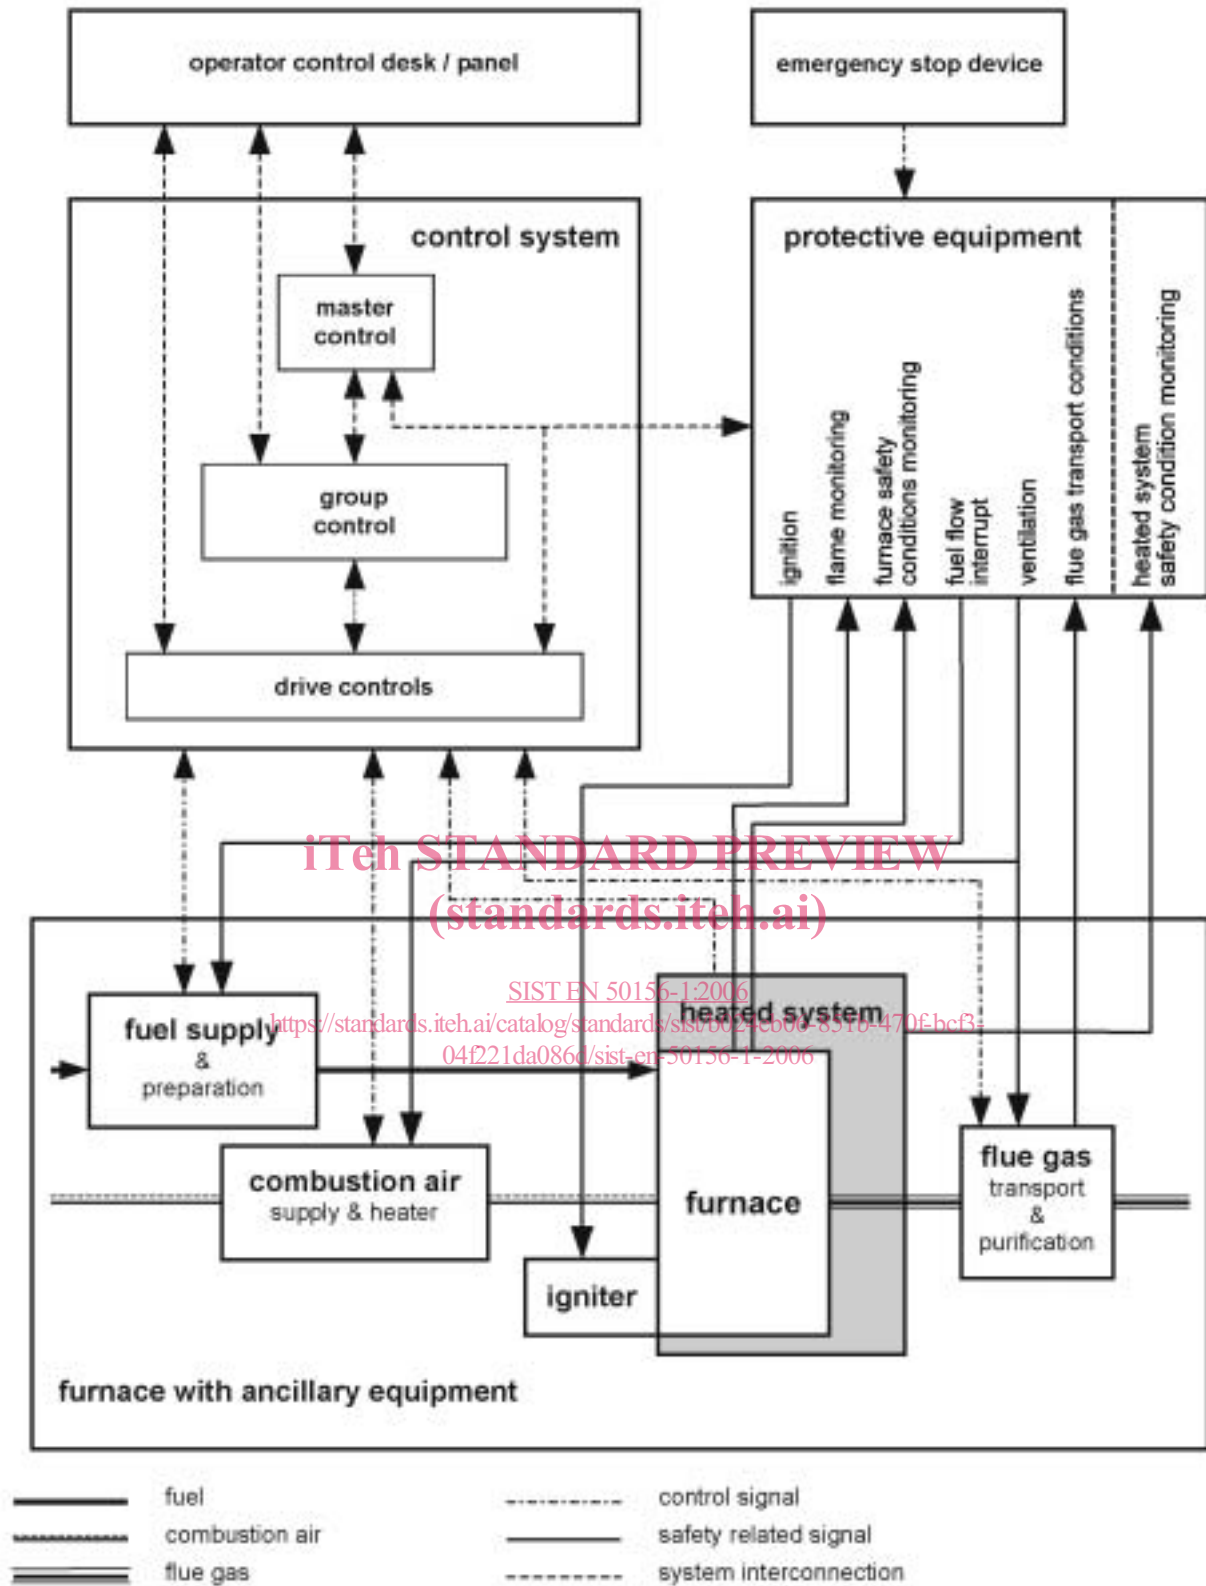 operator control desk / panel
emergency stop device
control system
master
control
group
control
drive controls
protective equipment
ignition
flame monitoring
furnace safety
conditions monitoring
fuel flow
interrupt
ventilation
flue gas transport conditions
heated system
safety condition monitoring
iTeh STANDARD PREVIEW
(standards.iteh.ai)
SIST EN 50156-1:2006
04f221da086d/sist-en-50156-1-2006
heated system
fuel supply
&
preparation
combustion air
supply & heater
furnace
igniter
flue gas
transport
&
purification
furnace with ancillary equipment
fuel
combustion air
flue gas
control signal
safety related signal
system interconnection